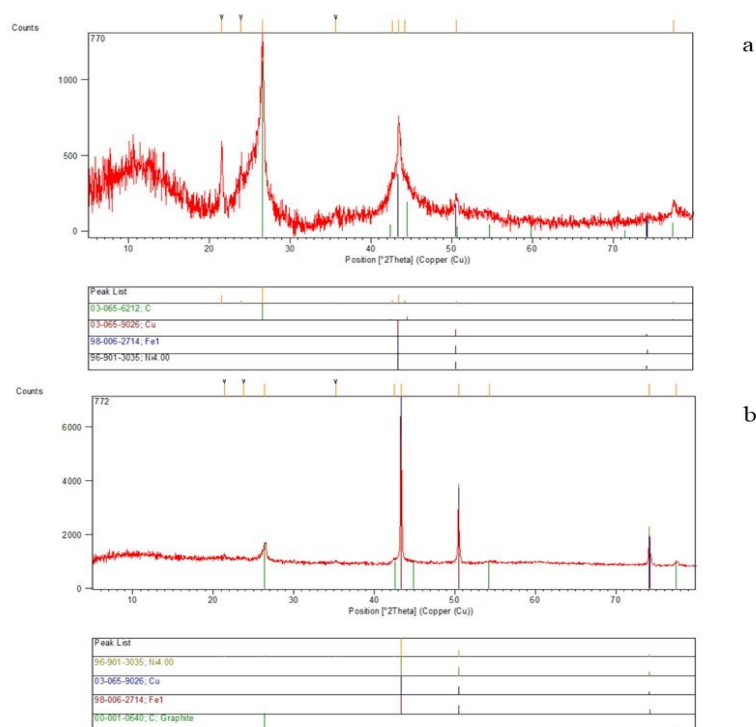 Counts
a
770
1000
500
0
10 20 30 40 50 60 70
Position [°2Theta] (Copper (Cu))
Peak List
03-065-6212; C
03-065-9026; Cu
98-006-2714; Fe1
96-901-3035; Ni4.00
Counts
b
772
6000
4000
2000
0
10 20 30 40 50 60 70
Position [°2Theta] (Copper (Cu))
Peak List
96-901-3035; Ni4.00
03-065-9026; Cu
98-006-2714; Fe1
00-001-0640; C; Graphite